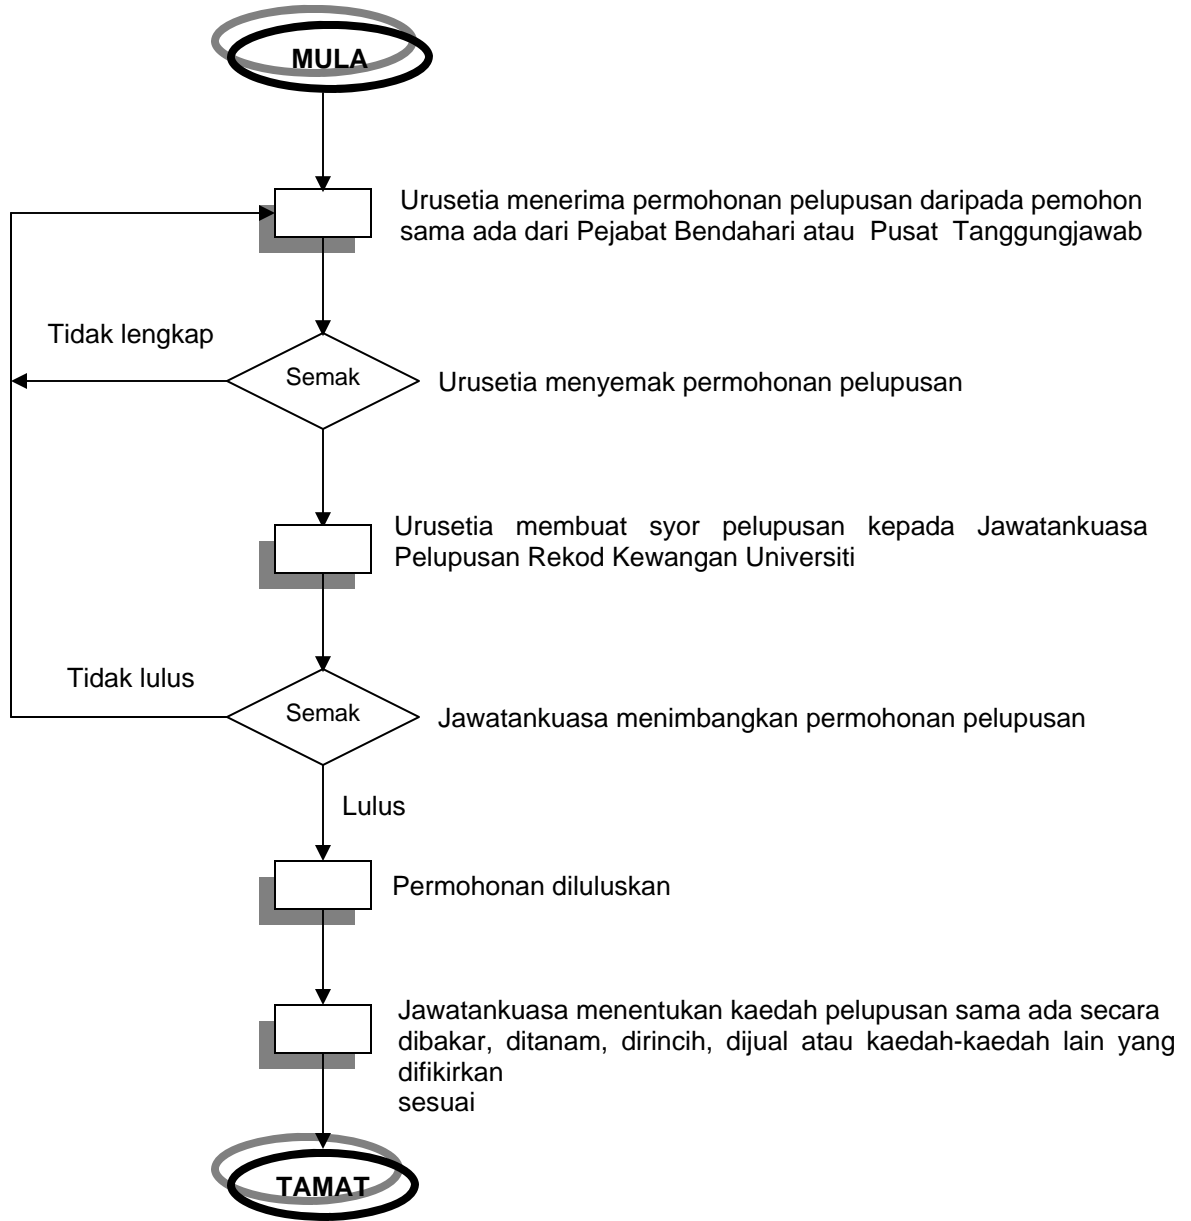 MULA
Urusetia menerima permohonan pelupusan daripada pemohon
sama ada dari Pejabat Bendahari atau Pusat Tanggungjawab
Tidak lengkap
Semak
Urusetia menyemak permohonan pelupusan
Urusetia membuat syor pelupusan kepada Jawatankuasa
Pelupusan Rekod Kewangan Universiti
Tidak lulus
Semak
Jawatankuasa menimbangkan permohonan pelupusan
Lulus
Permohonan diluluskan
Jawatankuasa menentukan kaedah pelupusan sama ada secara
dibakar, ditanam, dirincih, dijual atau kaedah-kaedah lain yang
difikirkan
sesuai
TAMAT